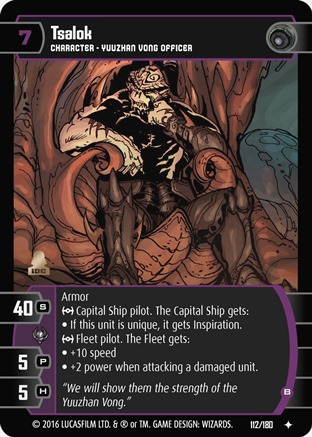 7
Tsalok
CHARACTER • YUUZHAN VONG OFFICER
IDC
40 S
Armor
Capital Ship pilot. The Capital Ship gets:
• If this unit is unique, it gets Inspiration.
Fleet pilot. The Fleet gets:
• +10 speed
• +2 power when attacking a damaged unit.
5 P
5 H
“We will show them the strength of the
Yuuzhan Vong.”
B
© 2016 LUCASFILM LTD. & ® or TM. GAME DESIGN: WIZARDS. 112/180